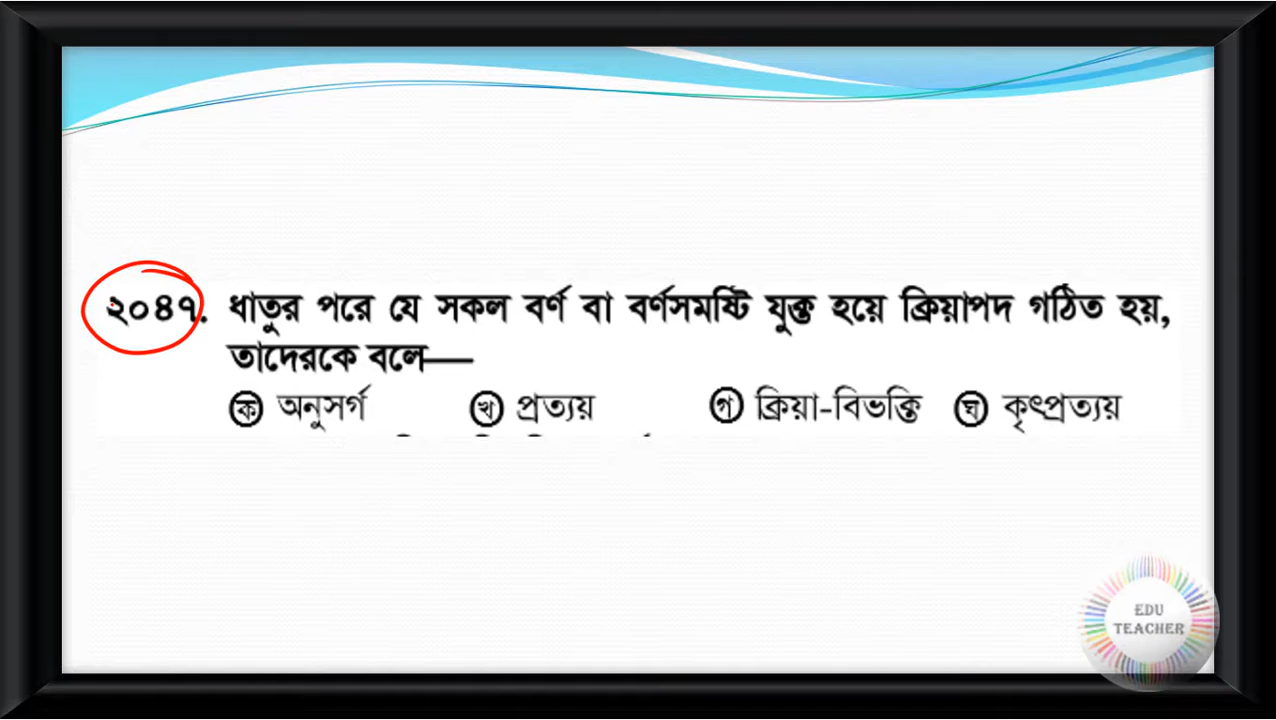 ২০৪৭. ধাতুর পরে যে সকল বর্ণ বা বর্ণসমষ্টি যুক্ত হয়ে ক্রিয়াপদ গঠিত হয়,
তাদেরকে বলে—
ক অনুসর্গ খ প্রত্যয় গ ক্রিয়া-বিভক্তি ঘ কৃৎপ্রত্যয়
EDU
TEACHER